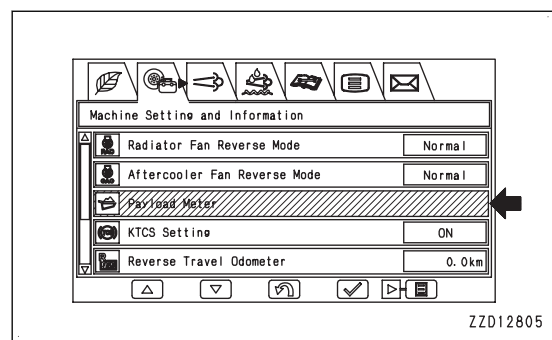 Machine Setting and Information
Radiator Fan Reverse Mode Normal
Aftercooler Fan Reverse Mode Normal
Payload Meter
KTCS Setting ON
Reverse Travel Odometer 0.0km
ZZD12805